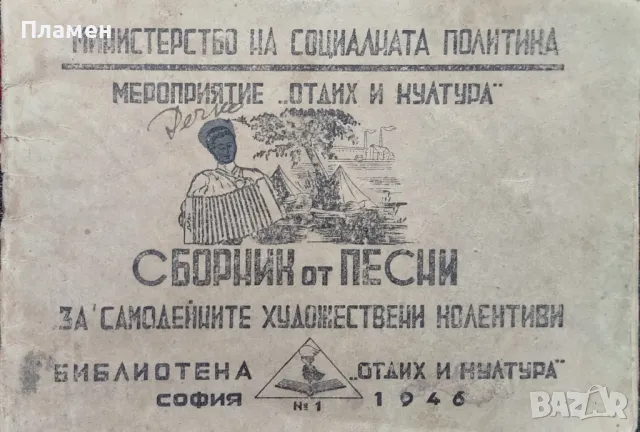 Пламен
МИНИСТЕРСТВО НА СОЦИАЛНАТА ПОЛИТИКА
МЕРОПРИЯТИЕ „ОТДИХ И КУЛТУРА"
СБОРНИК от ПЕСНИ
ЗА САМОДЕЙНИТЕ ХУДОЖЕСТВЕНИ КОЛЕКТИВИ
БИБЛИОТЕКА „ОТДИХ И КУЛТУРА"
СОФИЯ № 1 1946
BAZAR